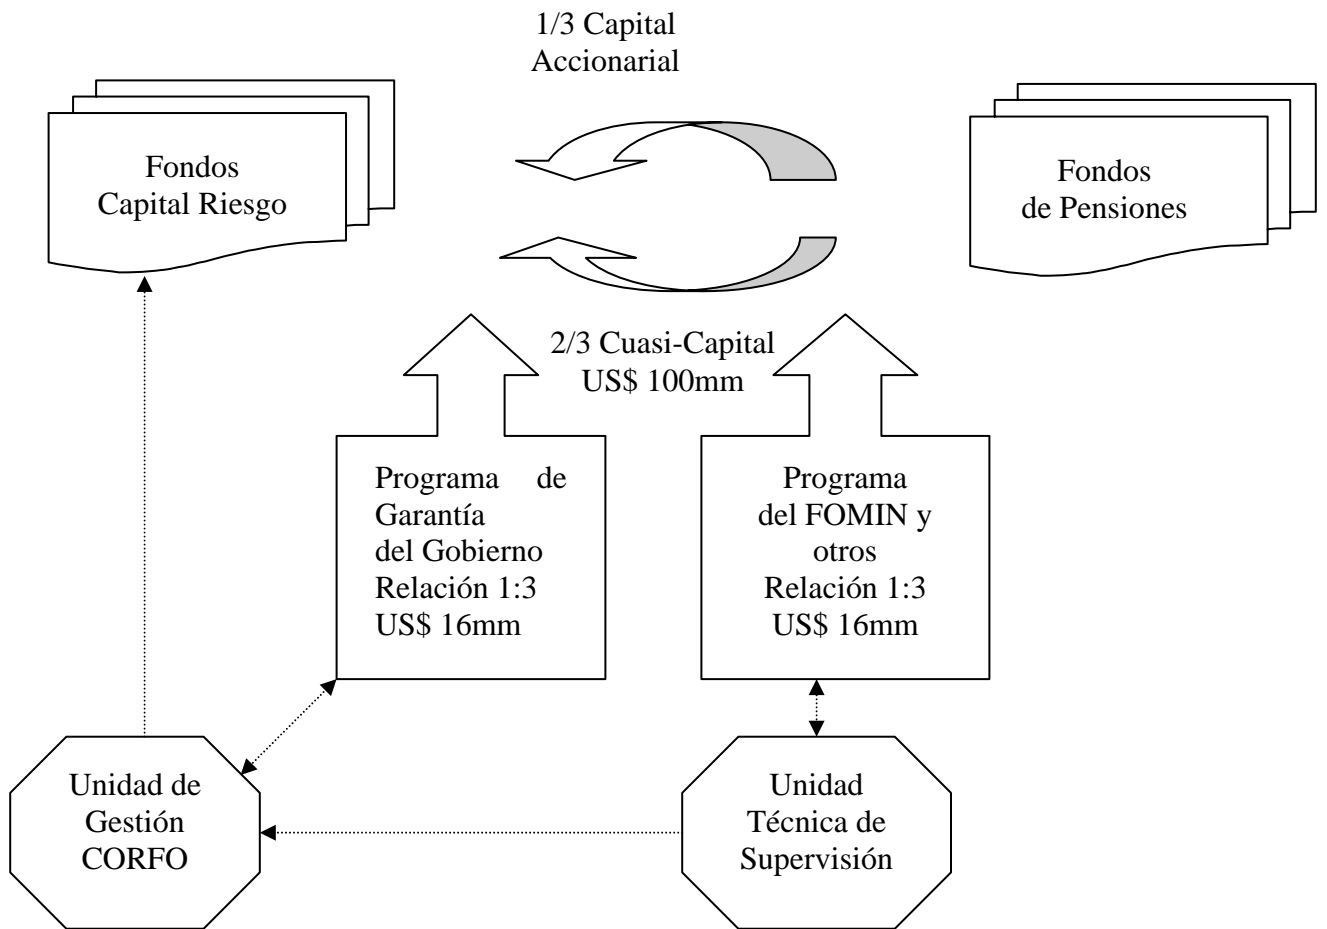 1/3 Capital
Accionarial
Fondos
Capital Riesgo
Fondos
de Pensiones
2/3 Cuasi-Capital
US$ 100mm
Programa de
Garantía
del Gobierno
Relación 1:3
US$ 16mm
Programa
del FOMIN y
otros
Relación 1:3
US$ 16mm
Unidad de
Gestión
CORFO
Unidad
Técnica de
Supervisión